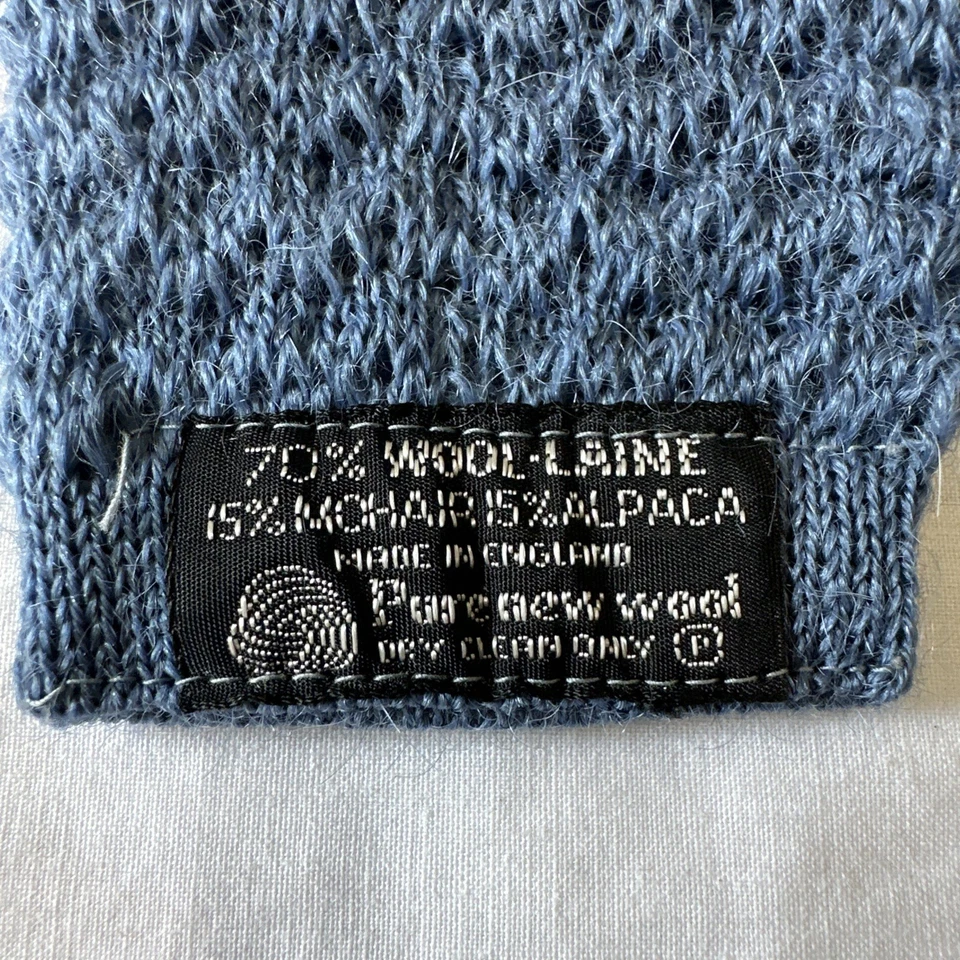 70% WOOL·LAINE
15% MOHAIR 15% ALPACA
MADE IN ENGLAND
Pure new wool
DRY CLEAN ONLY Ⓟ